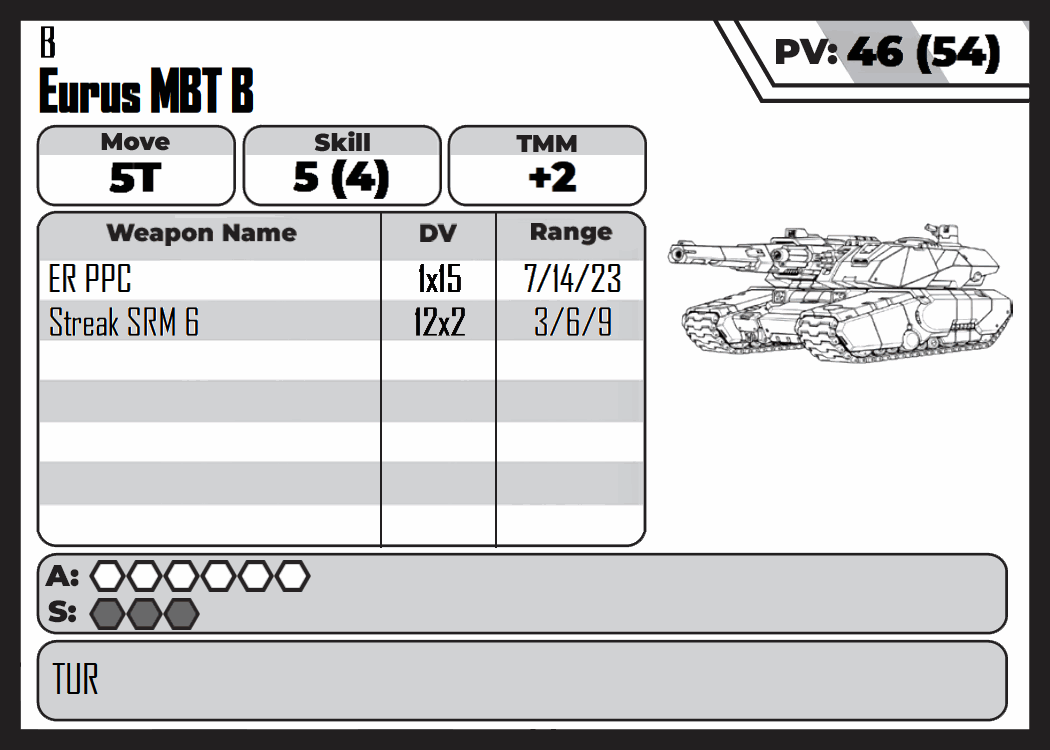 B
Eurus MBT B
PV: 46 (54)
Move Skill TMM
5T 5 (4) +2
Weapon Name DV Range
ER PPC 1x15 7/14/23
Streak SRM 6 12x2 3/6/9
A:
S:
TUR